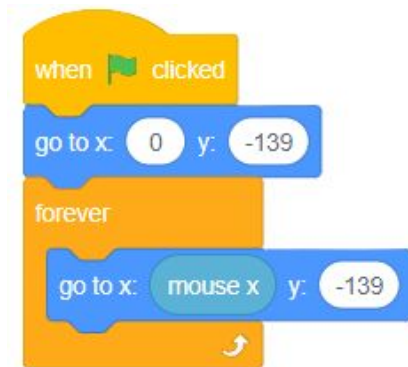 when clicked
go to x: 0 y: -139
forever
go to x: mouse x y: -139